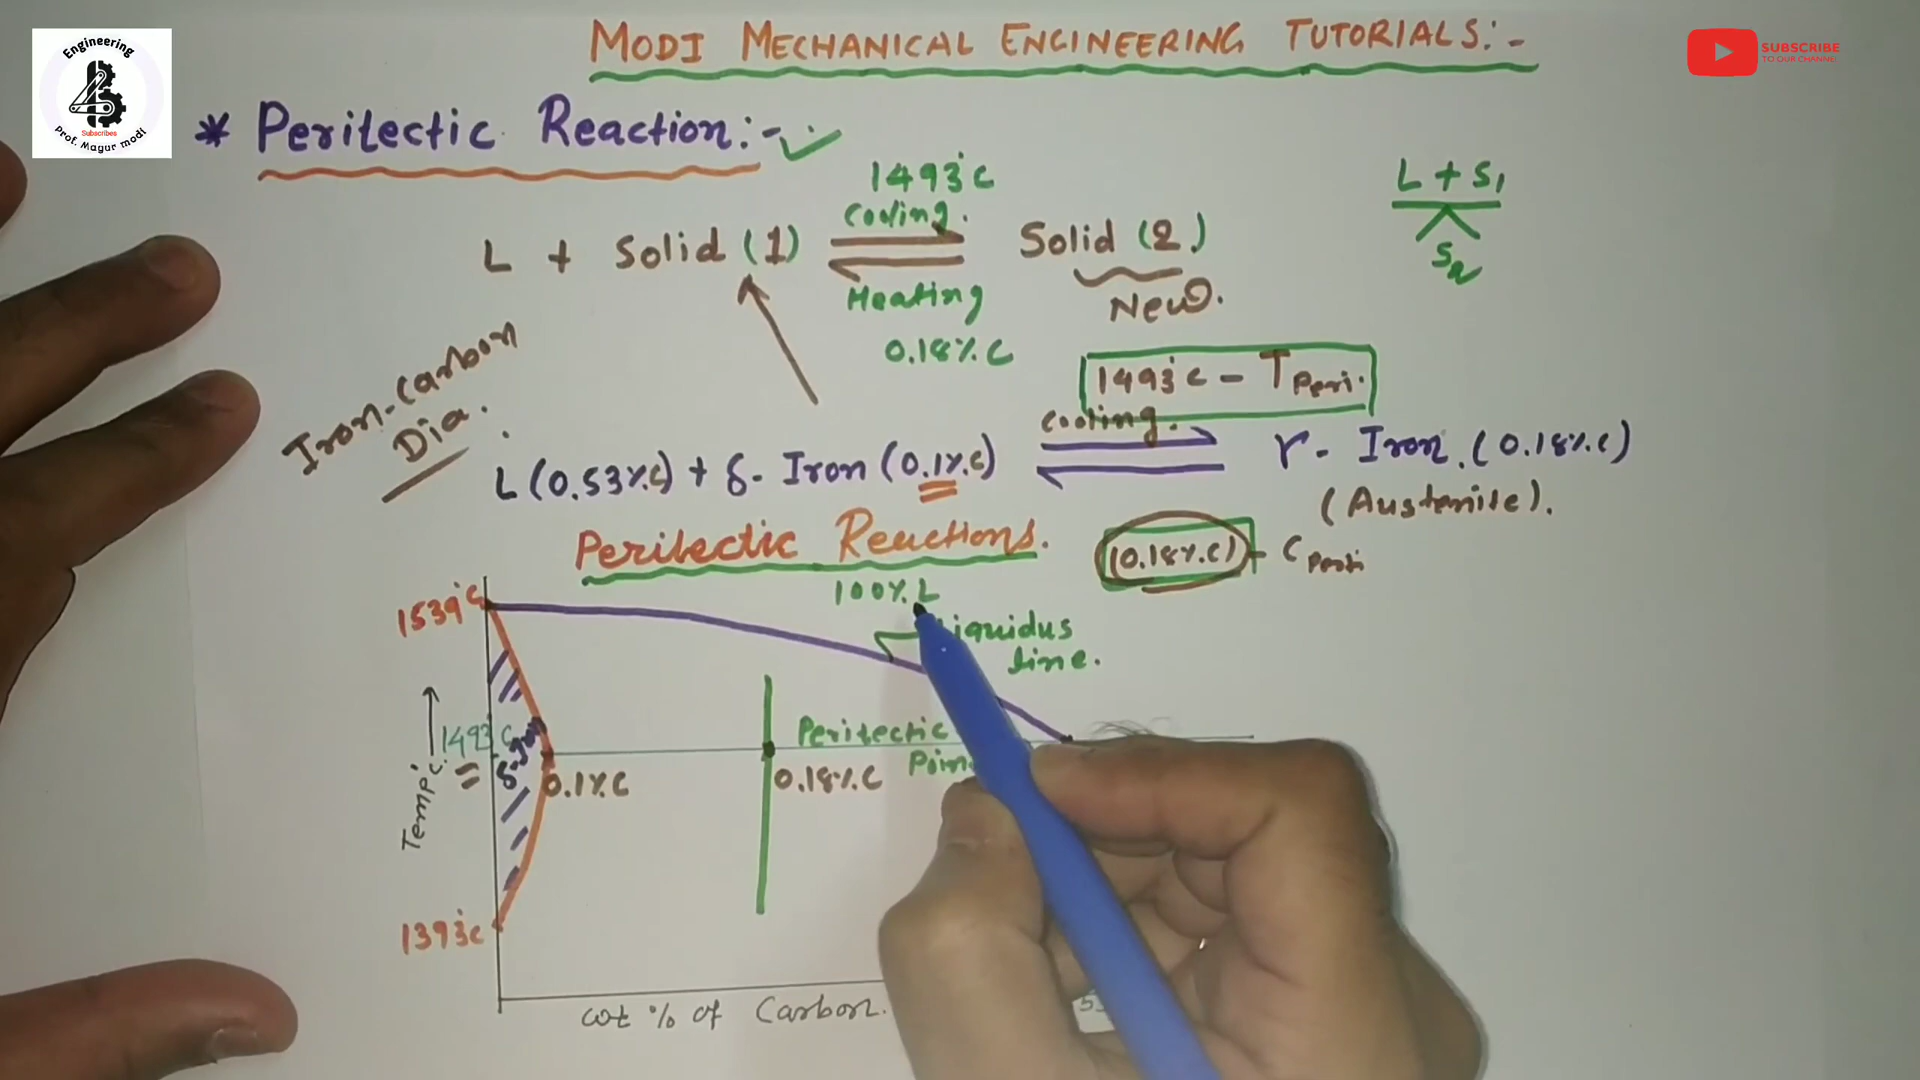 MODI MECHANICAL ENGINEERING TUTORIALS:-
SUBSCRIBE
TO OUR CHANNEL
Engineering
Subscribes
Prof. Mayur modi
* Peritectic Reaction:-
1493°C
Cooling.
L + Solid (1) Solid (2)
Heating
New.
0.18%C
L + S1
S2
Iron-Carbon
Dia.
1493°C - TPeri.
cooling.
L (0.53%C) + δ- Iron (0.1%C) γ- Iron. (0.18%C)
(Austenite).
Peritectic Reactions.
(0.18%C) - CPeri
100% L
1539°C
Liquidus
line.
1493°C
δ-Iron
Peritectic
0.1%C
0.18%C
Temp°C.
1393°C
wt % of Carbon.